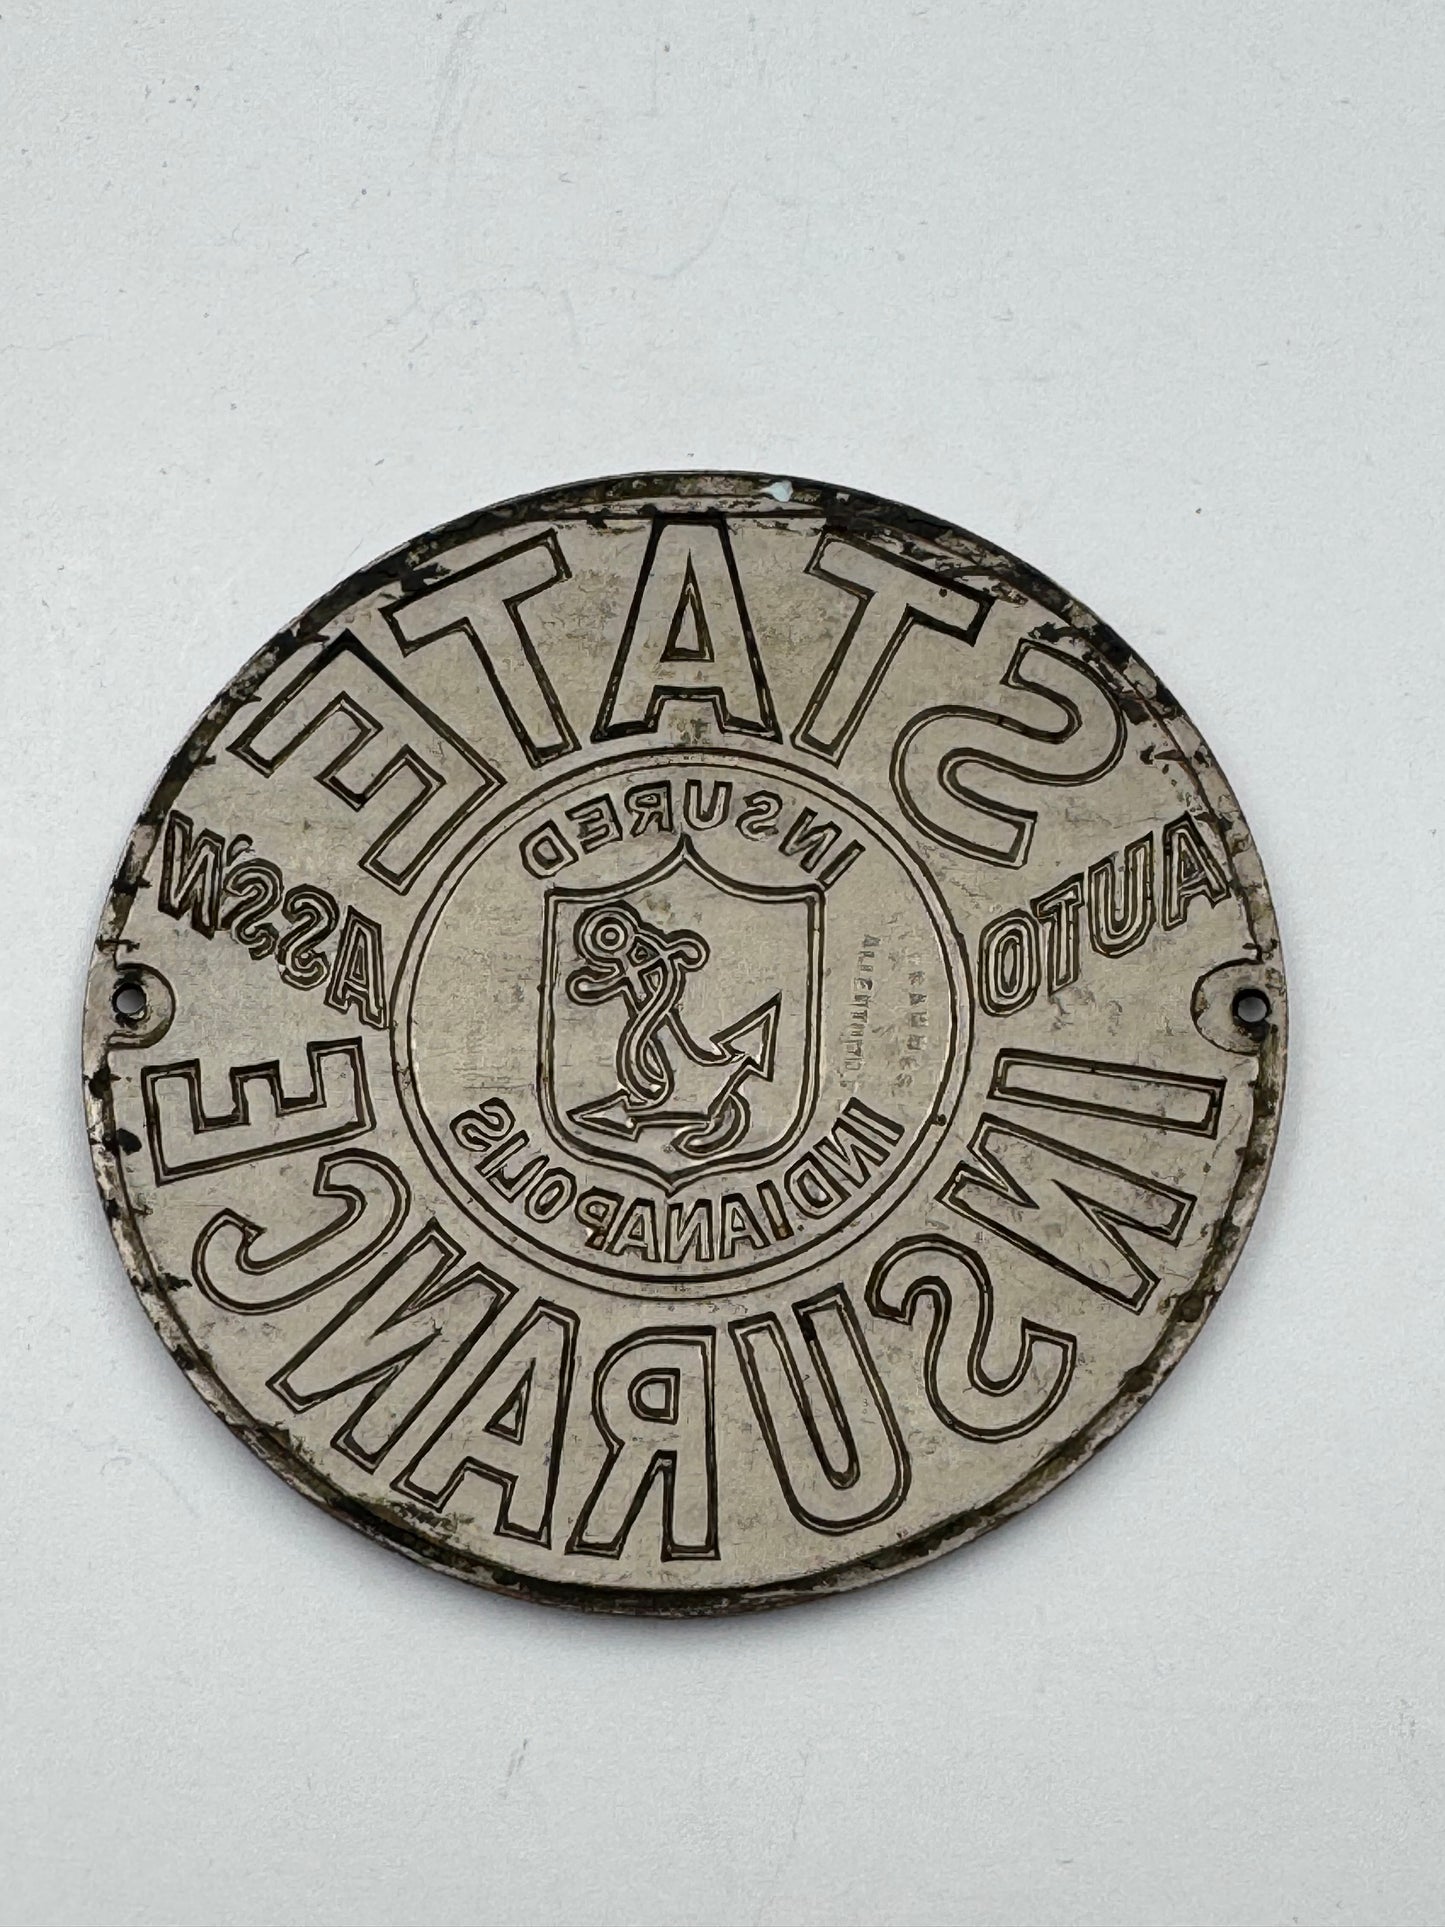 STATE
AUTO INSURANCE ASS'N
INSURED
INDIANAPOLIS